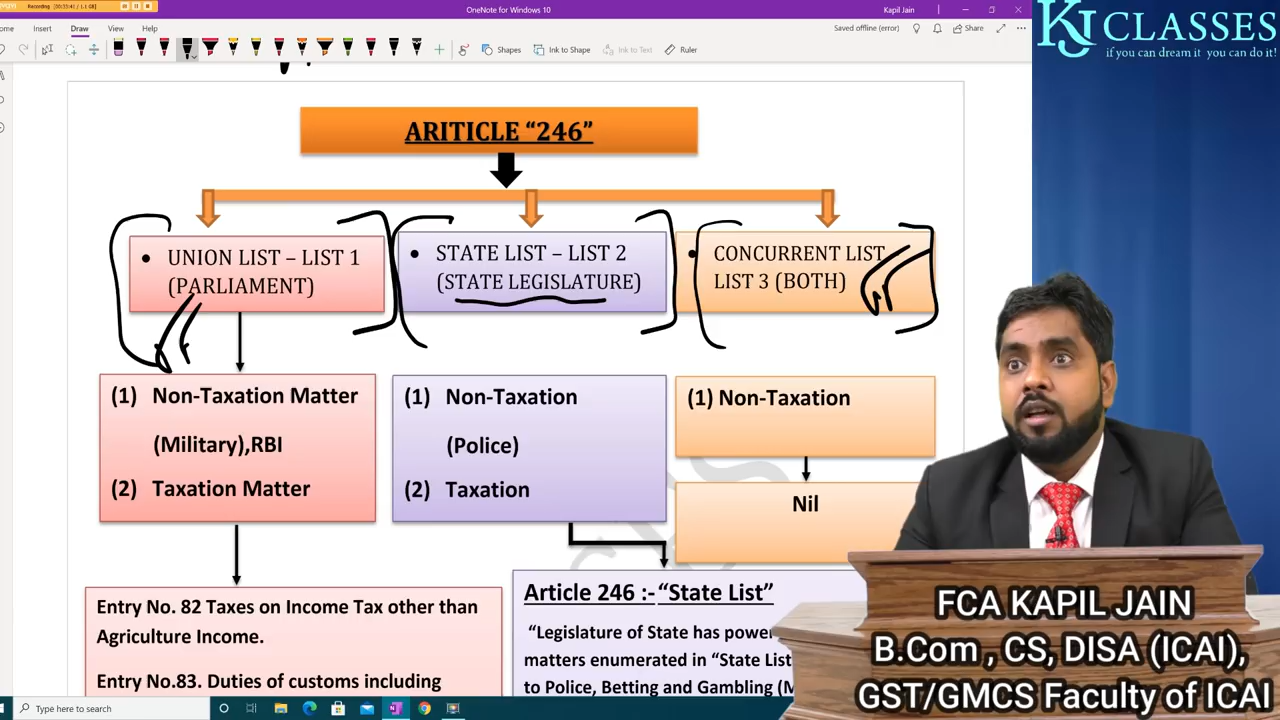 Recording
OneNote for Windows 10
Kapil Jain
ome Insert Draw View Help
Saved offline (error)
Share
Shapes Ink to Shape Ink to Text Ruler
KJ CLASSES
if you can dream it you can do it!
ARITICLE “246”
• UNION LIST – LIST 1
(PARLIAMENT)
• STATE LIST – LIST 2
(STATE LEGISLATURE)
• CONCURRENT LIST
LIST 3 (BOTH)
(1) Non-Taxation Matter
(Military),RBI
(2) Taxation Matter
(1) Non-Taxation
(Police)
(2) Taxation
(1) Non-Taxation
Nil
Entry No. 82 Taxes on Income Tax other than
Agriculture Income.
Entry No.83. Duties of customs including
Article 246 :- “State List”
“Legislature of State has power
matters enumerated in “State List
to Police, Betting and Gambling (
FCA KAPIL JAIN
B.Com , CS, DISA (ICAI),
GST/GMCS Faculty of ICAI
Type here to search